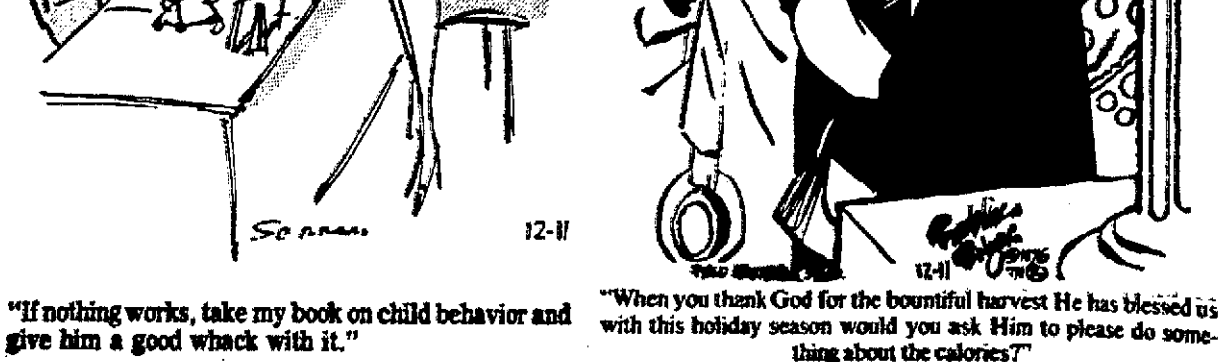 12-11
"If nothing works, take my book on child behavior and
give him a good whack with it."
12-11
"When you thank God for the bountiful harvest He has blessed us
with this holiday season would you ask Him to please do some-
thing about the calories?"